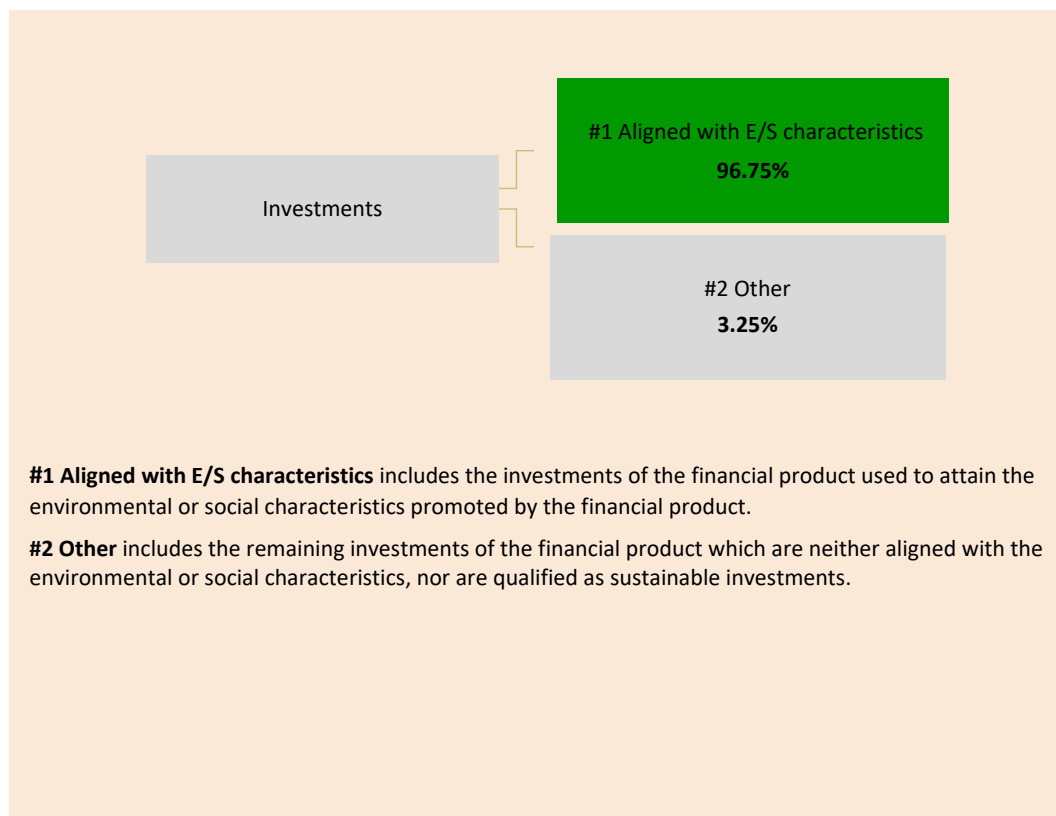 #1 Aligned with E/S characteristics
96.75%
Investments
#2 Other
3.25%
#1 Aligned with E/S characteristics includes the investments of the financial product used to attain the
environmental or social characteristics promoted by the financial product.
#2 Other includes the remaining investments of the financial product which are neither aligned with the
environmental or social characteristics, nor are qualified as sustainable investments.